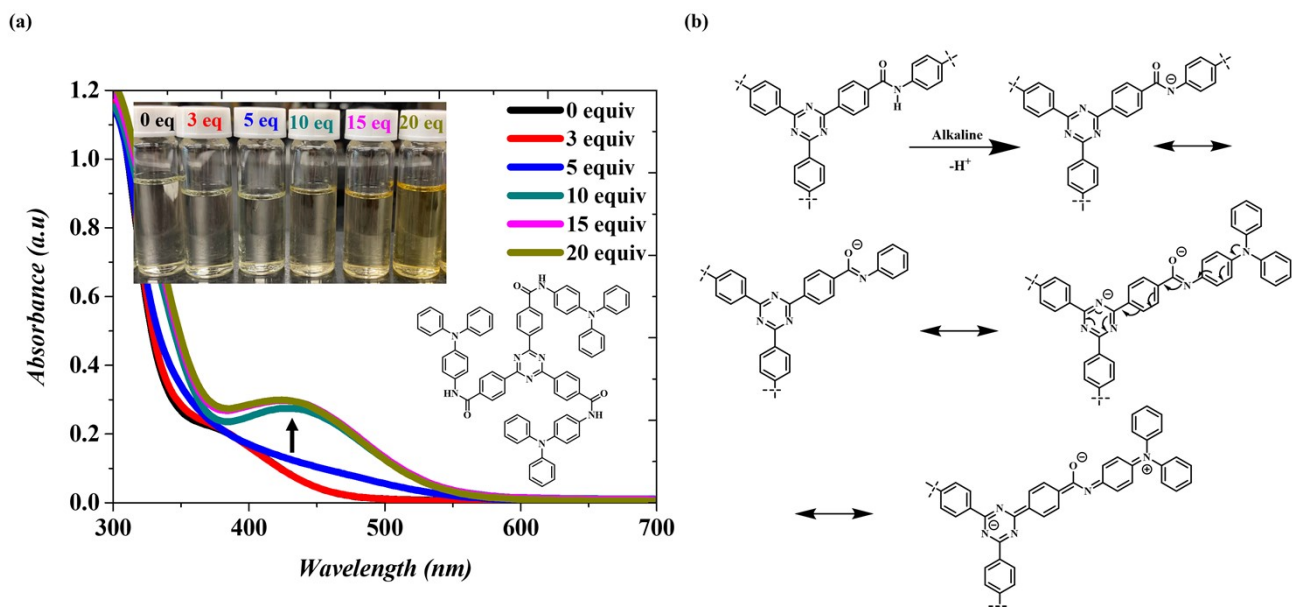 (a)
(b)
1.2
1.0
0.8
0.6
0.4
0.2
0.0
Absorbance (a.u)
300
400
500
600
700
Wavelength (nm)
0 eq
3 eq
5 eq
10 eq
15 eq
20 eq
0 equiv
3 equiv
5 equiv
10 equiv
15 equiv
20 equiv
H
N
O
N
N
N
N
N
N
H
O
O
N
H
N
O
N
H
N
N
N
Alkaline
-H+
O
N
⊖
N
N
N
O
⊖
N
N
N
N
N
O
⊖
N
N
⊖
N
N
N
O
⊖
N
⊕
N
N
⊖
N
N